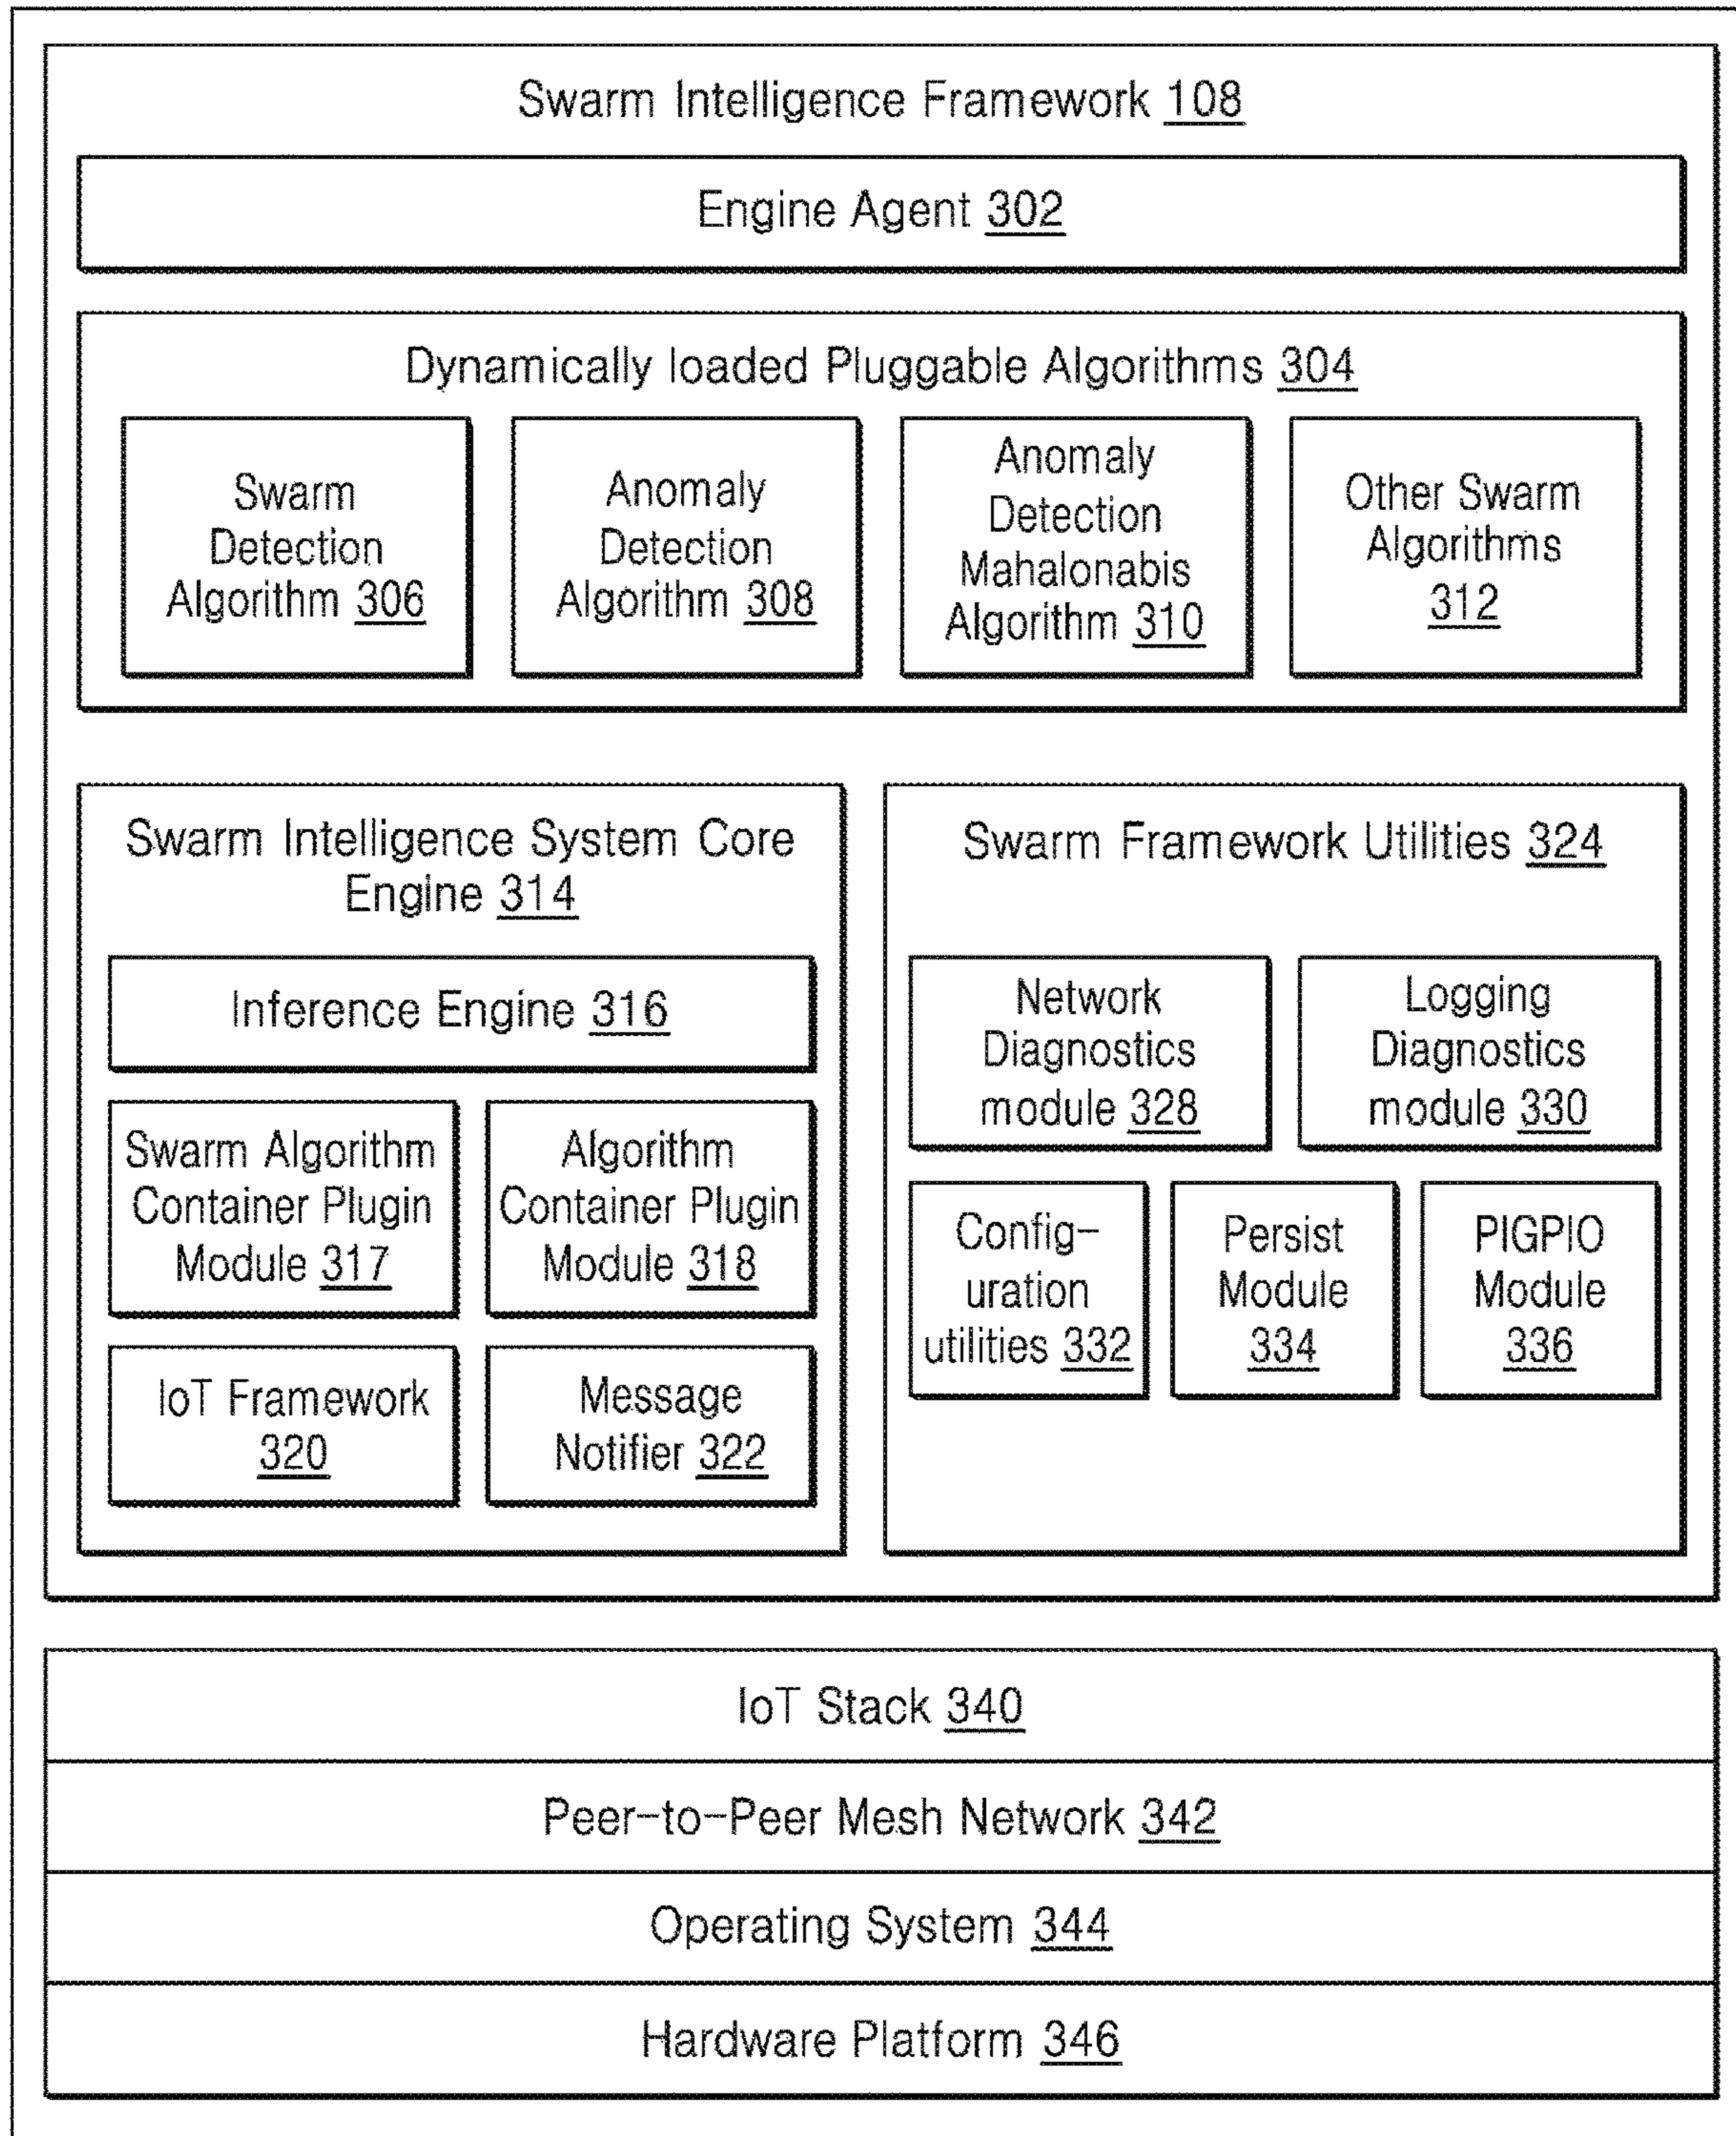 Swarm Intelligence Framework 108
Engine Agent 302
Dynamically loaded Pluggable Algorithms 304
Swarm
Detection
Algorithm 306
Anomaly
Detection
Algorithm 308
Anomaly
Detection
Mahalonabis
Algorithm 310
Other Swarm
Algorithms
312
Swarm Intelligence System Core
Engine 314
Inference Engine 316
Swarm Algorithm
Container Plugin
Module 317
Algorithm
Container Plugin
Module 318
IoT Framework
320
Message
Notifier 322
Swarm Framework Utilities 324
Network
Diagnostics
module 328
Logging
Diagnostics
module 330
Config-
uration
utilities 332
Persist
Module
334
PIGPIO
Module
336
IoT Stack 340
Peer-to-Peer Mesh Network 342
Operating System 344
Hardware Platform 346